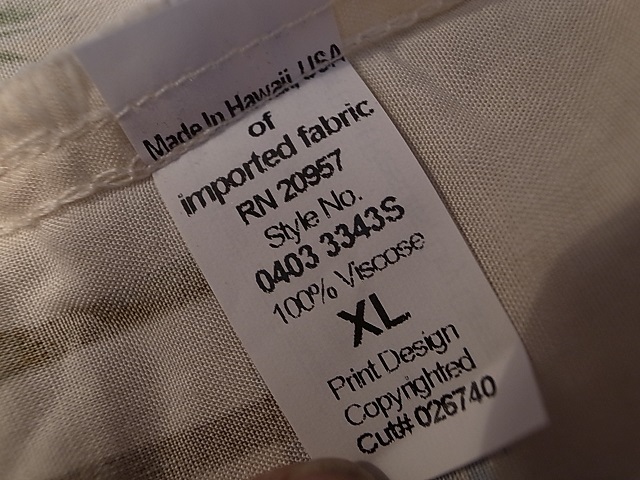 Made In Hawaii, USA
of
imported fabric
RN 20957
Style No.
0403 3343S
100% Viscose
XL
Print Design
Copyrighted
Cut# 026740